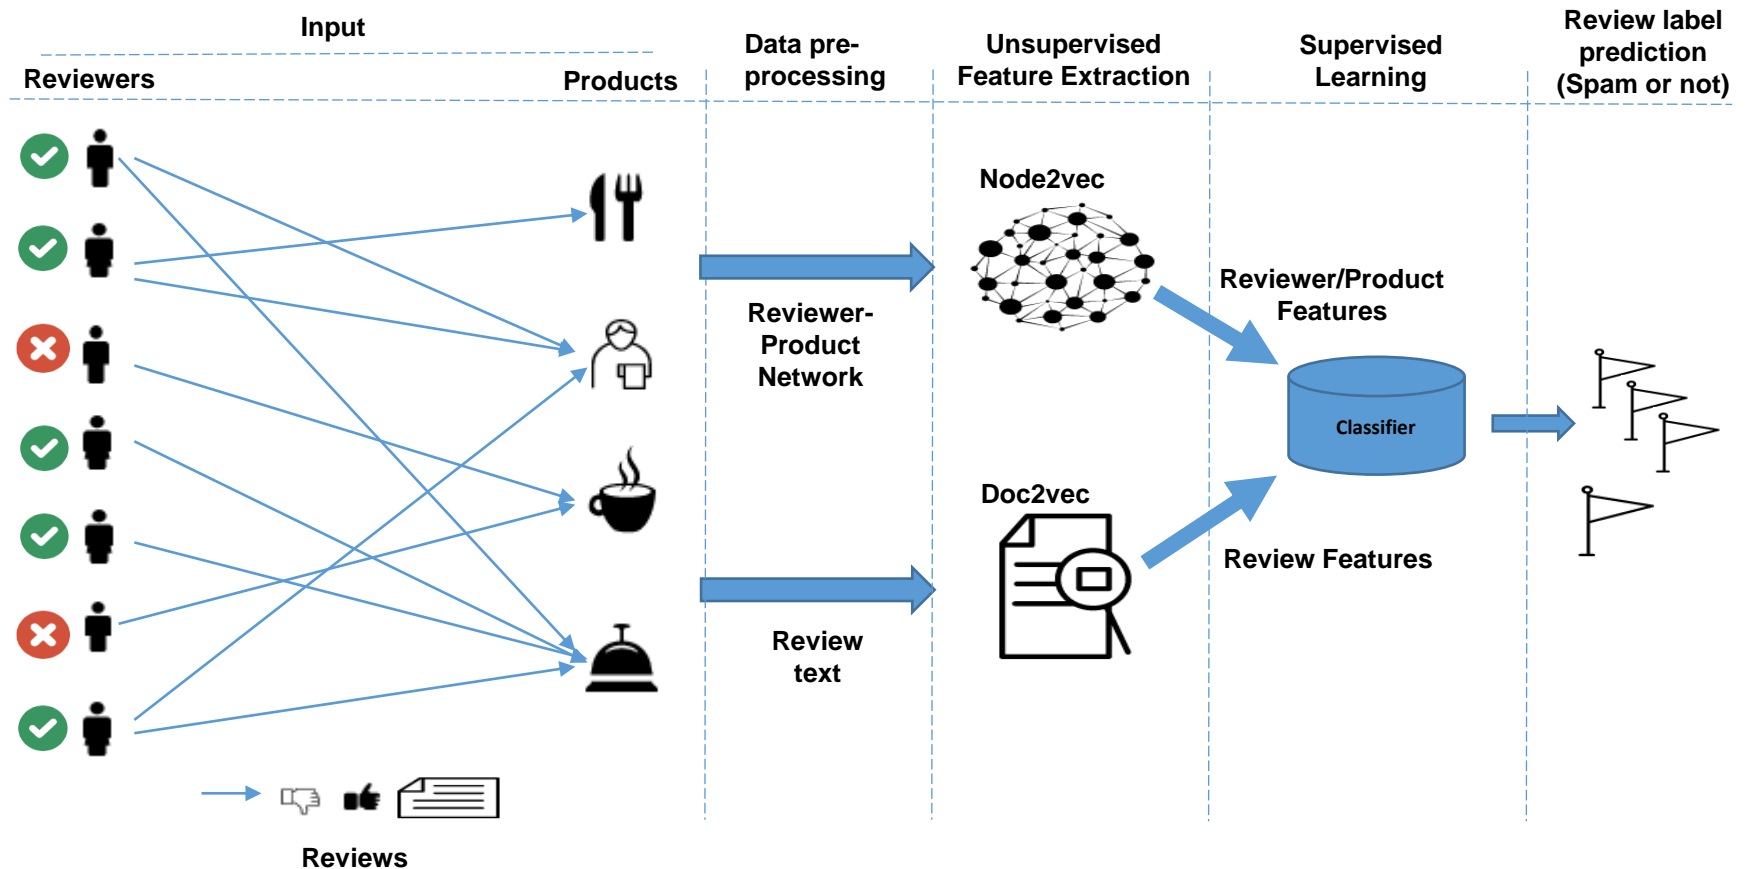 Input
Reviewers
Products
Data pre-
processing
Unsupervised
Feature Extraction
Supervised
Learning
Review label
prediction
(Spam or not)
Reviewer-
Product
Network
Review
text
Node2vec
Doc2vec
Reviewer/Product
Features
Review Features
Classifier
Reviews